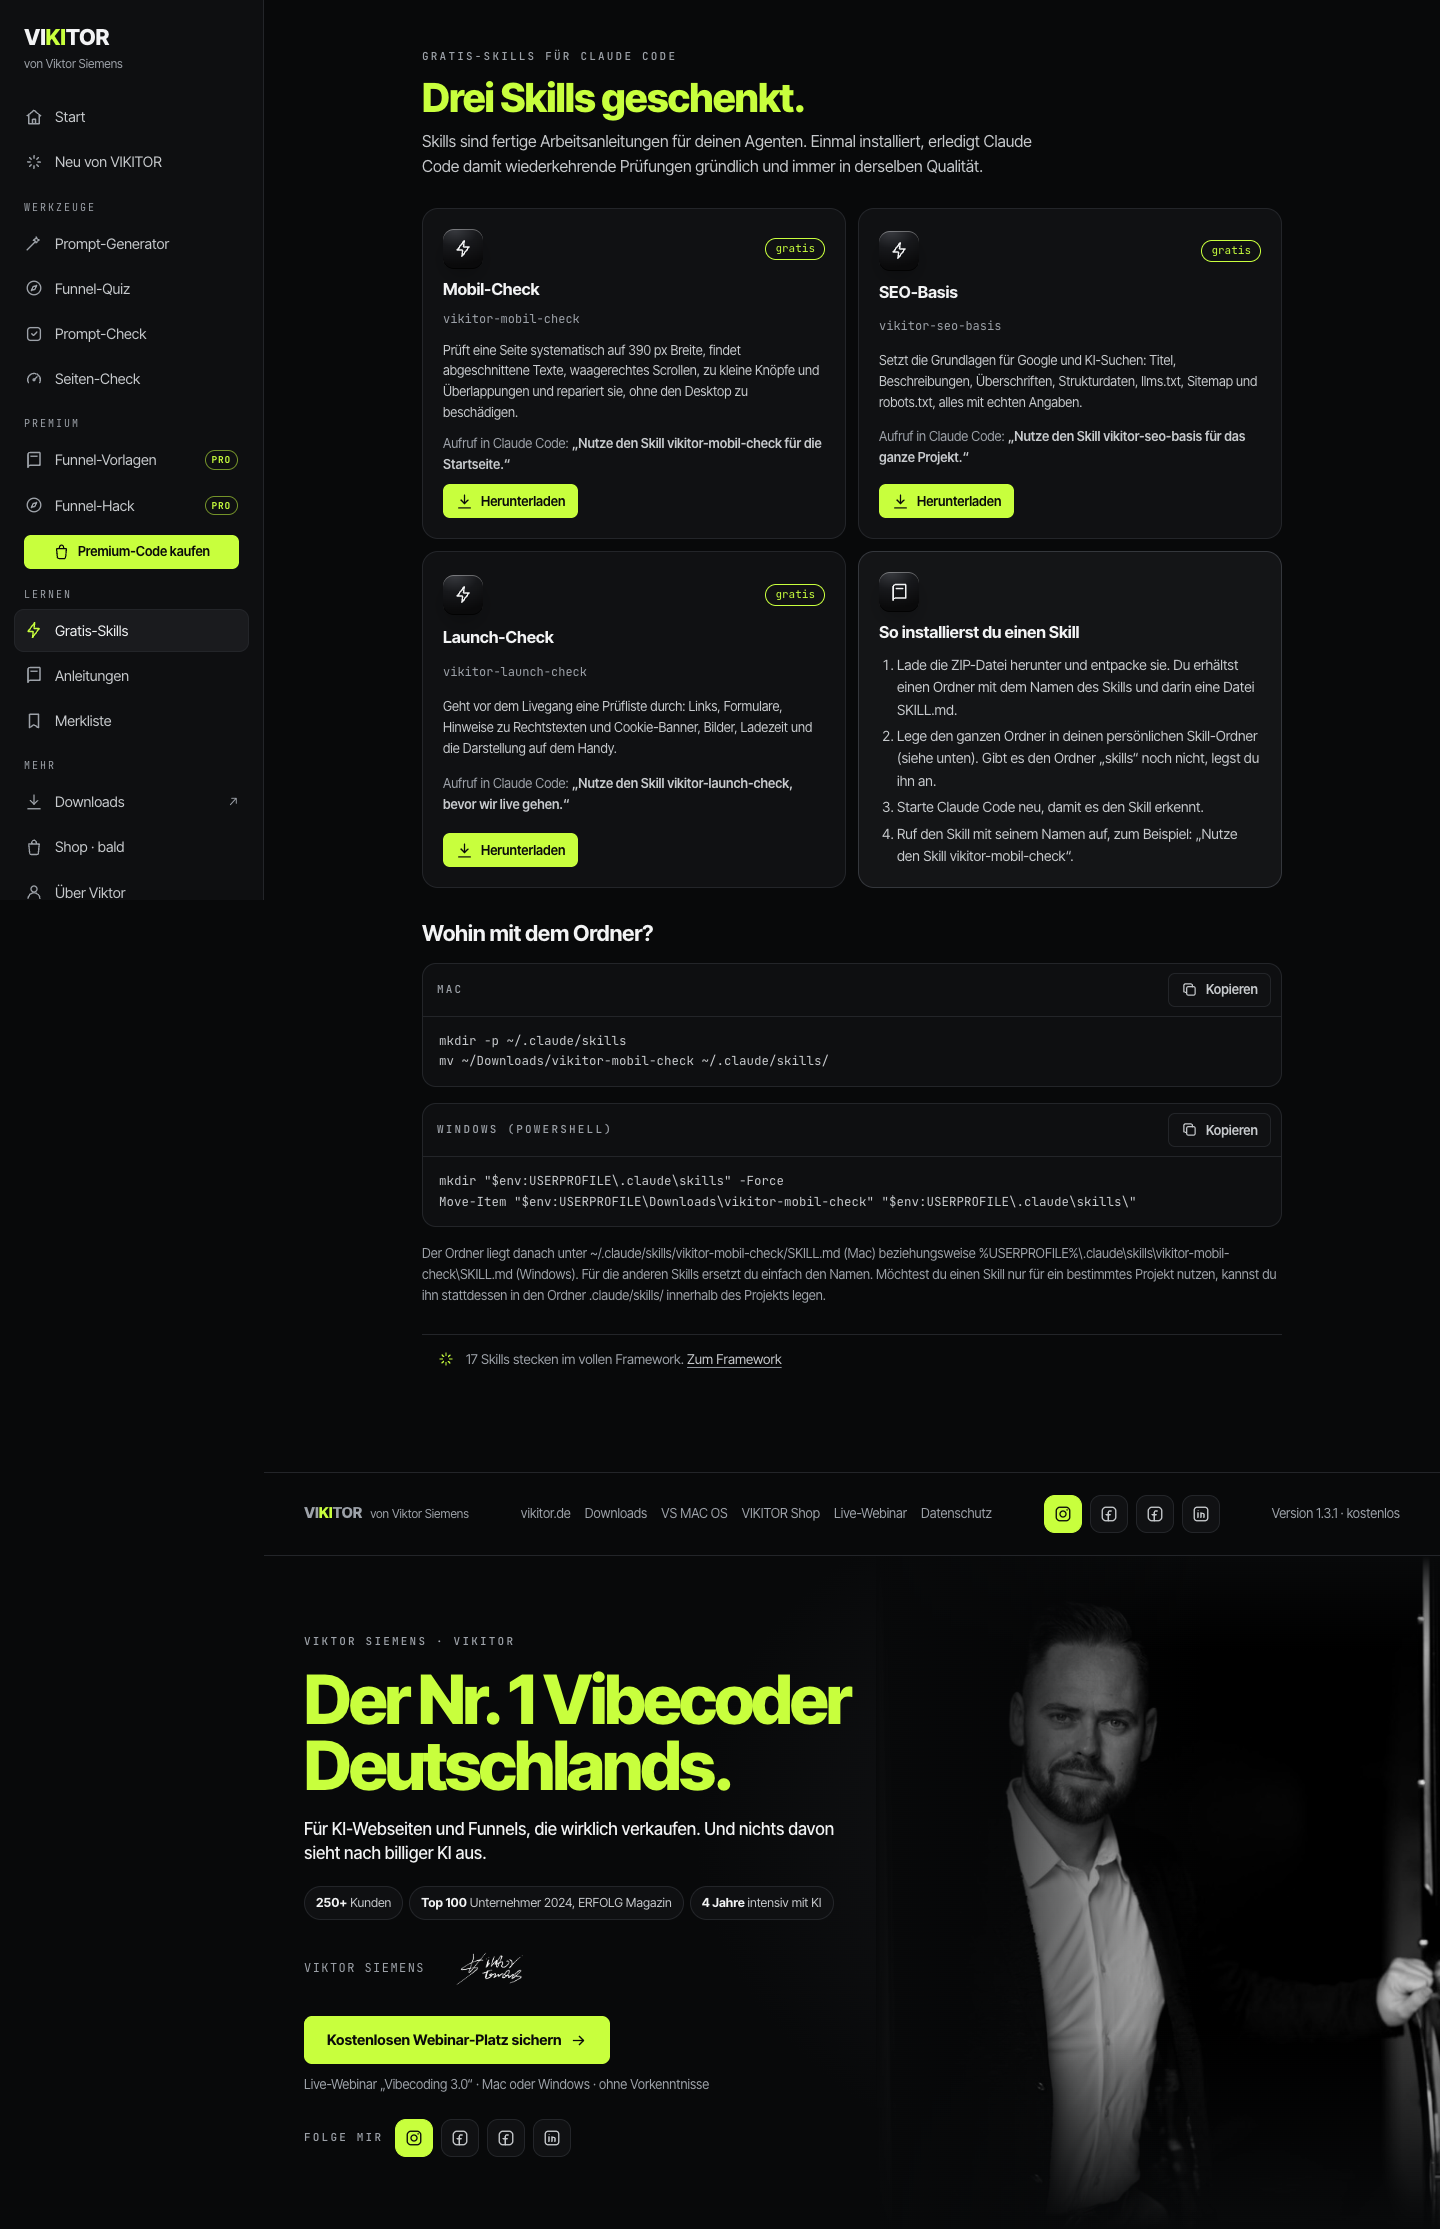 VIKITOR
von Viktor Siemens
Start
Neu von VIKITOR
WERKZEUGE
Prompt-Generator
Funnel-Quiz
Prompt-Check
Seiten-Check
PREMIUM
Funnel-Vorlagen PRO
Funnel-Hack PRO
Premium-Code kaufen
LERNEN
Gratis-Skills
Anleitungen
Merkliste
MEHR
Downloads
Shop · bald
Über Viktor
GRATIS-SKILLS FÜR CLAUDE CODE
Drei Skills geschenkt.
Skills sind fertige Arbeitsanleitungen für deinen Agenten. Einmal installiert, erledigt Claude
Code damit wiederkehrende Prüfungen gründlich und immer in derselben Qualität.
gratis
Mobil-Check
vikitor-mobil-check
Prüft eine Seite systematisch auf 390 px Breite, findet
abgeschnittene Texte, waagerechtes Scrollen, zu kleine Knöpfe und
Überlappungen und repariert sie, ohne den Desktop zu
beschädigen.
Aufruf in Claude Code: „Nutze den Skill vikitor-mobil-check für die
Startseite.“
Herunterladen
gratis
SEO-Basis
vikitor-seo-basis
Setzt die Grundlagen für Google und KI-Suchen: Titel,
Beschreibungen, Überschriften, Strukturdaten, llms.txt, Sitemap und
robots.txt, alles mit echten Angaben.
Aufruf in Claude Code: „Nutze den Skill vikitor-seo-basis für das
ganze Projekt.“
Herunterladen
gratis
Launch-Check
vikitor-launch-check
Geht vor dem Livegang eine Prüfliste durch: Links, Formulare,
Hinweise zu Rechtstexten und Cookie-Banner, Bilder, Ladezeit und
die Darstellung auf dem Handy.
Aufruf in Claude Code: „Nutze den Skill vikitor-launch-check,
bevor wir live gehen.“
Herunterladen
So installierst du einen Skill
1. Lade die ZIP-Datei herunter und entpacke sie. Du erhältst
einen Ordner mit dem Namen des Skills und darin eine Datei
SKILL.md.
2. Lege den ganzen Ordner in deinen persönlichen Skill-Ordner
(siehe unten). Gibt es den Ordner „skills“ noch nicht, legst du
ihn an.
3. Starte Claude Code neu, damit es den Skill erkennt.
4. Ruf den Skill mit seinem Namen auf, zum Beispiel: „Nutze
den Skill vikitor-mobil-check“.
Wohin mit dem Ordner?
MAC
Kopieren
mkdir -p ~/.claude/skills
mv ~/Downloads/vikitor-mobil-check ~/.claude/skills/
WINDOWS (POWERSHELL)
Kopieren
mkdir "$env:USERPROFILE\.claude\skills" -Force
Move-Item "$env:USERPROFILE\Downloads\vikitor-mobil-check" "$env:USERPROFILE\.claude\skills\"
Der Ordner liegt danach unter ~/.claude/skills/vikitor-mobil-check/SKILL.md (Mac) beziehungsweise %USERPROFILE%\.claude\skills\vikitor-mobil-
check\SKILL.md (Windows). Für die anderen Skills ersetzt du einfach den Namen. Möchtest du einen Skill nur für ein bestimmtes Projekt nutzen, kannst du
ihn stattdessen in den Ordner .claude/skills/ innerhalb des Projekts legen.
17 Skills stecken im vollen Framework. Zum Framework
VIKITOR von Viktor Siemens
vikitor.de Downloads VS MAC OS VIKITOR Shop Live-Webinar Datenschutz
Version 1.3.1 · kostenlos
VIKTOR SIEMENS · VIKITOR
Der Nr. 1 Vibecoder
Deutschlands.
Für KI-Webseiten und Funnels, die wirklich verkaufen. Und nichts davon
sieht nach billiger KI aus.
250+ Kunden
Top 100 Unternehmer 2024, ERFOLG Magazin
4 Jahre intensiv mit KI
VIKTOR SIEMENS
Kostenlosen Webinar-Platz sichern →
Live-Webinar „Vibecoding 3.0“ · Mac oder Windows · ohne Vorkenntnisse
FOLGE MIR